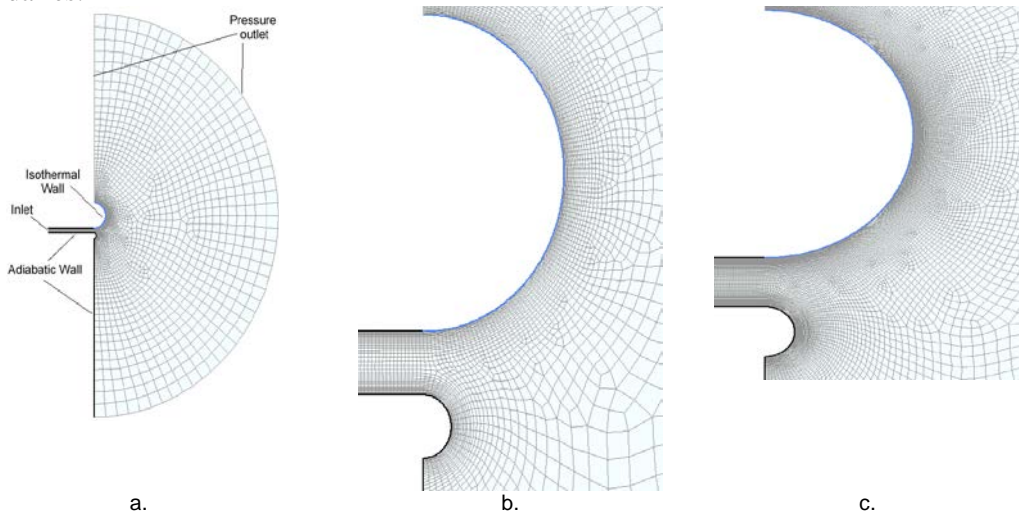 Pressure
outlet
Isothermal
Wall
Inlet
Adiabatic Wall
a.
b.
c.